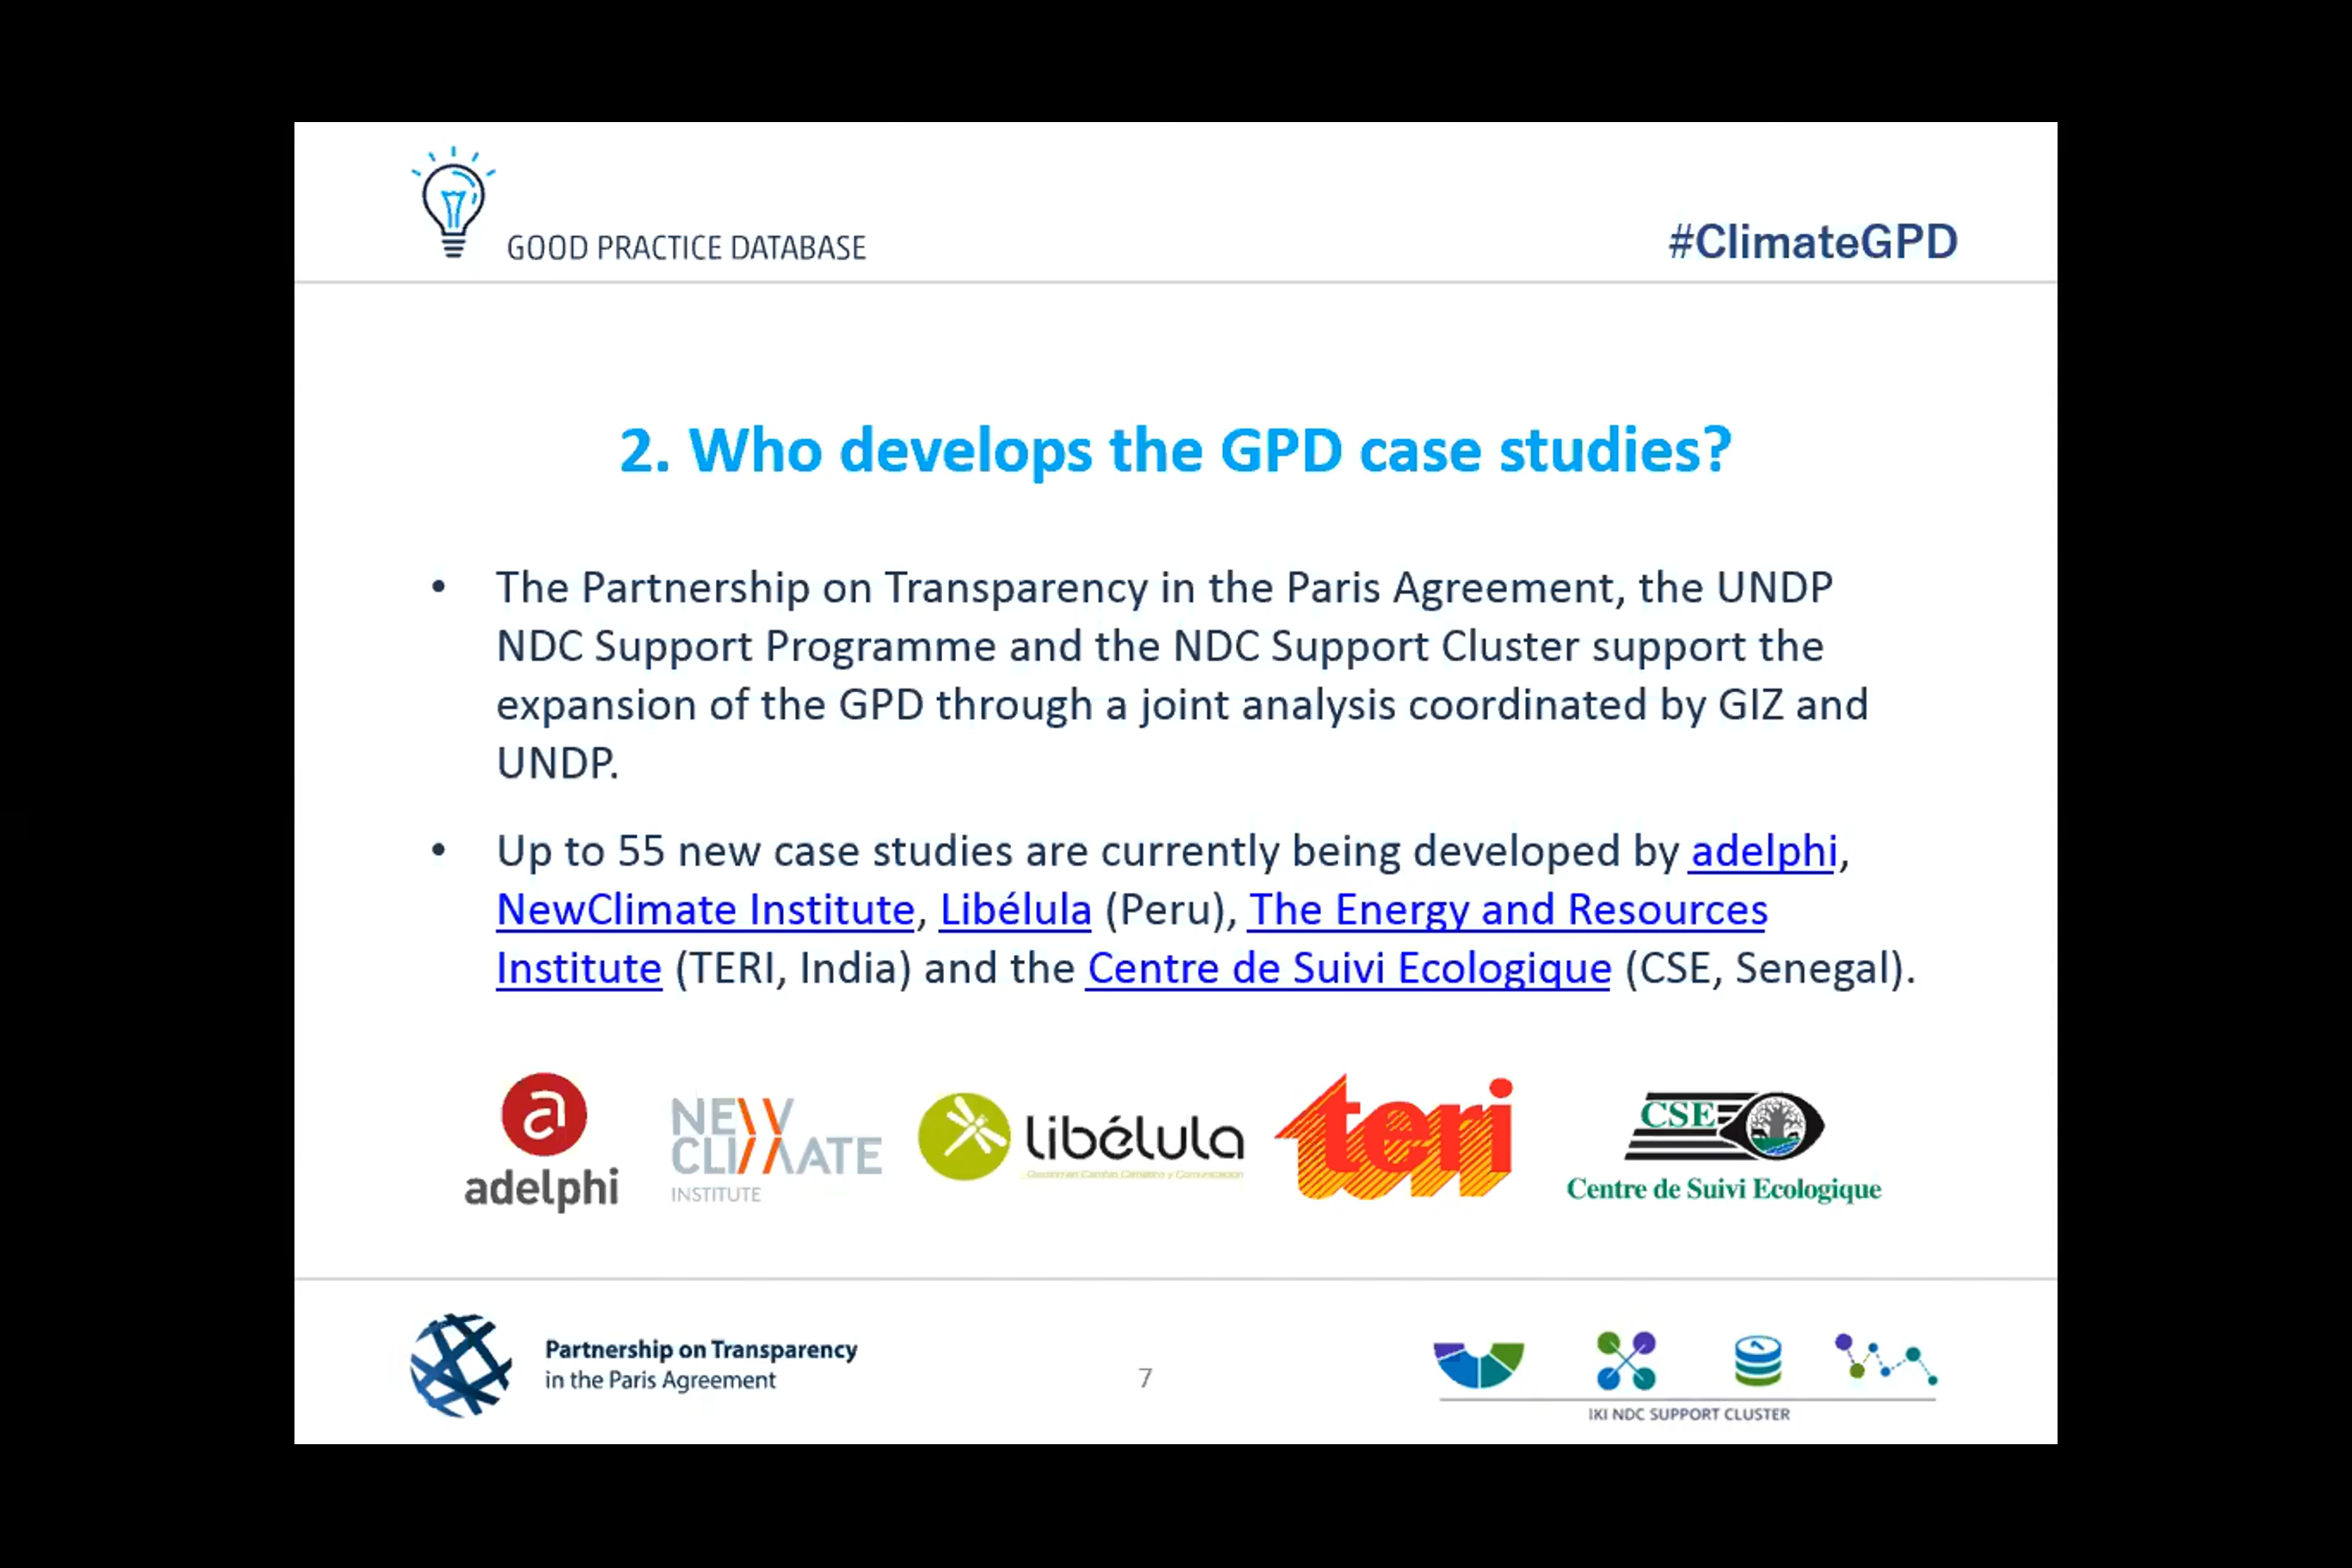 GOOD PRACTICE DATABASE
#ClimateGPD
2. Who develops the GPD case studies?
• The Partnership on Transparency in the Paris Agreement, the UNDP
NDC Support Programme and the NDC Support Cluster support the
expansion of the GPD through a joint analysis coordinated by GIZ and
UNDP.
• Up to 55 new case studies are currently being developed by adelphi,
NewClimate Institute, Libélula (Peru), The Energy and Resources
Institute (TERI, India) and the Centre de Suivi Ecologique (CSE, Senegal).
a
adelphi
NEW
CLIMATE
INSTITUTE
libélula
teri
CSE
Centre de Suivi Ecologique
Partnership on Transparency
in the Paris Agreement
7
IKI NDC SUPPORT CLUSTER